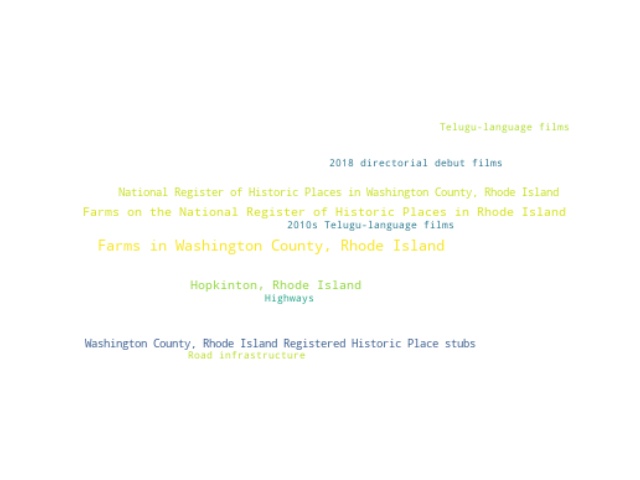 Telugu-language films
2018 directorial debut films
National Register of Historic Places in Washington County, Rhode Island
Farms on the National Register of Historic Places in Rhode Island
2010s Telugu-language films
Farms in Washington County, Rhode Island
Hopkinton, Rhode Island
Highways
Washington County, Rhode Island Registered Historic Place stubs
Road infrastructure